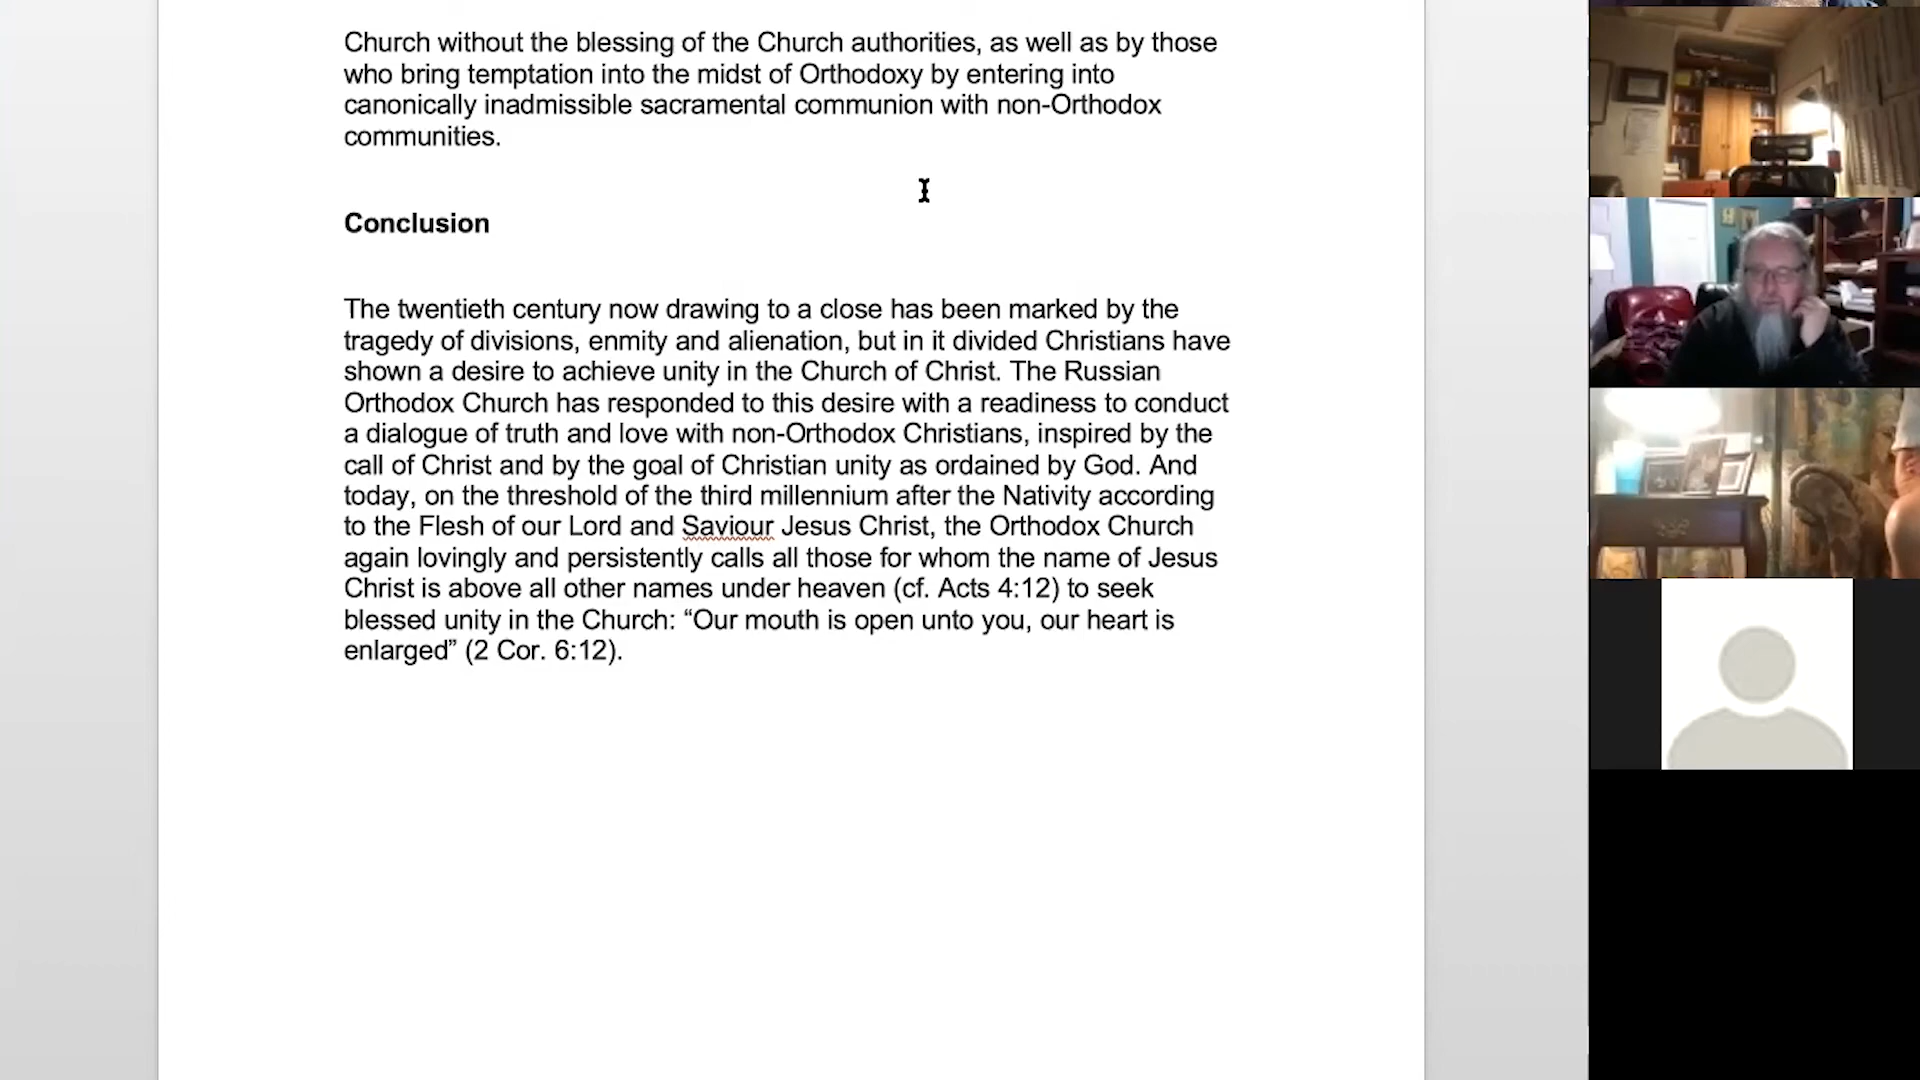 Church without the blessing of the Church authorities, as well as by those
who bring temptation into the midst of Orthodoxy by entering into
canonically inadmissible sacramental communion with non-Orthodox
communities.
Conclusion
The twentieth century now drawing to a close has been marked by the
tragedy of divisions, enmity and alienation, but in it divided Christians have
shown a desire to achieve unity in the Church of Christ. The Russian
Orthodox Church has responded to this desire with a readiness to conduct
a dialogue of truth and love with non-Orthodox Christians, inspired by the
call of Christ and by the goal of Christian unity as ordained by God. And
today, on the threshold of the third millennium after the Nativity according
to the Flesh of our Lord and Saviour Jesus Christ, the Orthodox Church
again lovingly and persistently calls all those for whom the name of Jesus
Christ is above all other names under heaven (cf. Acts 4:12) to seek
blessed unity in the Church: “Our mouth is open unto you, our heart is
enlarged” (2 Cor. 6:12).